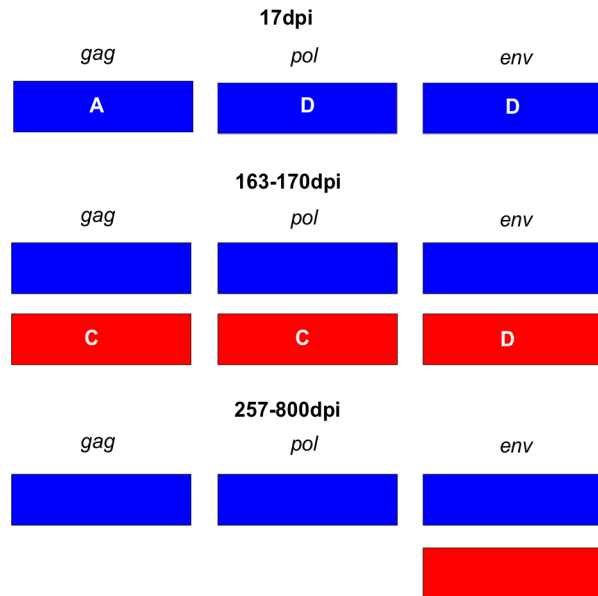 17dpi
gag pol env
A D D
163-170dpi
gag pol env
C C D
257-800dpi
gag pol env